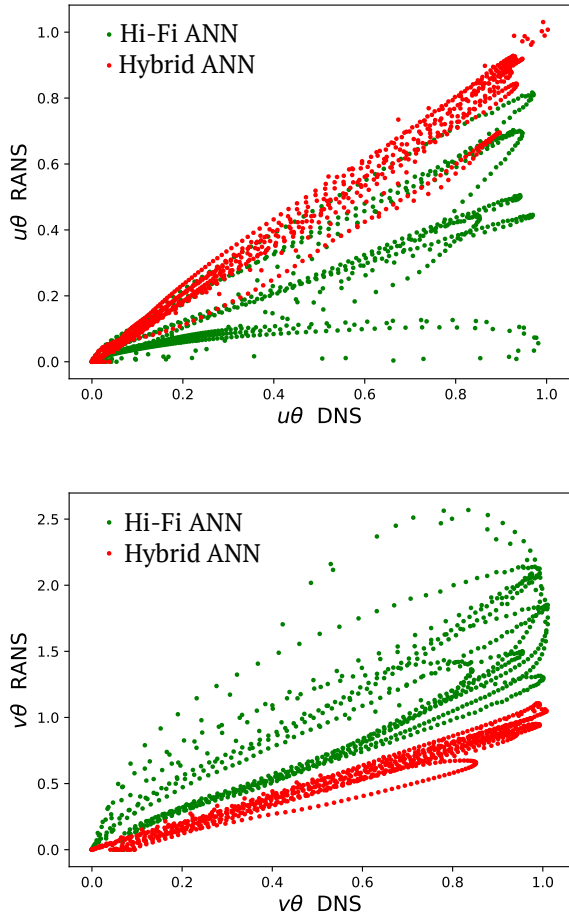 1.0
Hi-Fi ANN
Hybrid ANN
0.8
0.6
uθ RANS
0.4
0.2
0.0
0.0 0.2 0.4 0.6 0.8 1.0
uθ DNS
2.5
Hi-Fi ANN
Hybrid ANN
2.0
1.5
vθ RANS
1.0
0.5
0.0
0.0 0.2 0.4 0.6 0.8 1.0
vθ DNS